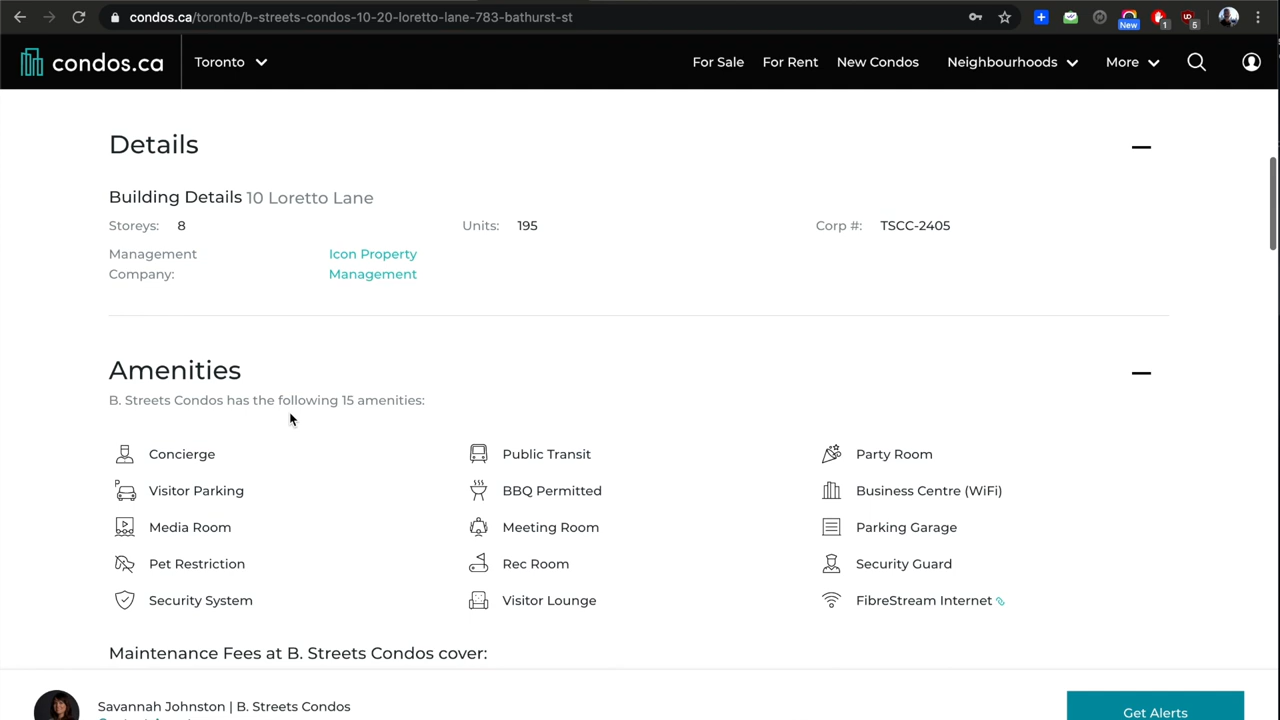 condos.ca/toronto/b-streets-condos-10-20-loretto-lane-783-bathurst-st
New
1
5
condos.ca
Toronto
For Sale
For Rent
New Condos
Neighbourhoods
More
Details
Building Details 10 Loretto Lane
Storeys: 8
Units: 195
Corp #: TSCC-2405
Management Company:
Icon Property Management
Amenities
B. Streets Condos has the following 15 amenities:
Concierge
Public Transit
Party Room
Visitor Parking
BBQ Permitted
Business Centre (WiFi)
Media Room
Meeting Room
Parking Garage
Pet Restriction
Rec Room
Security Guard
Security System
Visitor Lounge
FibreStream Internet
Maintenance Fees at B. Streets Condos cover:
Savannah Johnston | B. Streets Condos
Get Alerts